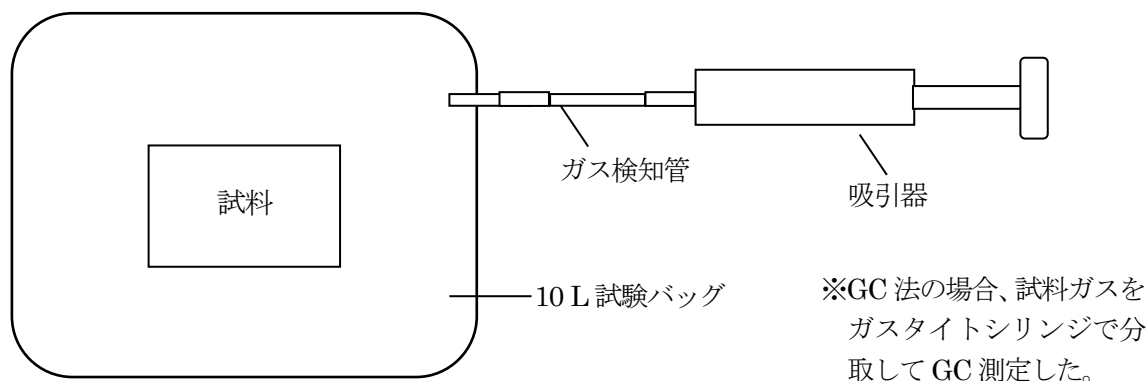 ガス検知管
吸引器
試料
10 L 試験バッグ
※GC 法の場合、試料ガスを
ガスタイトシリンジで分
取して GC 測定した。